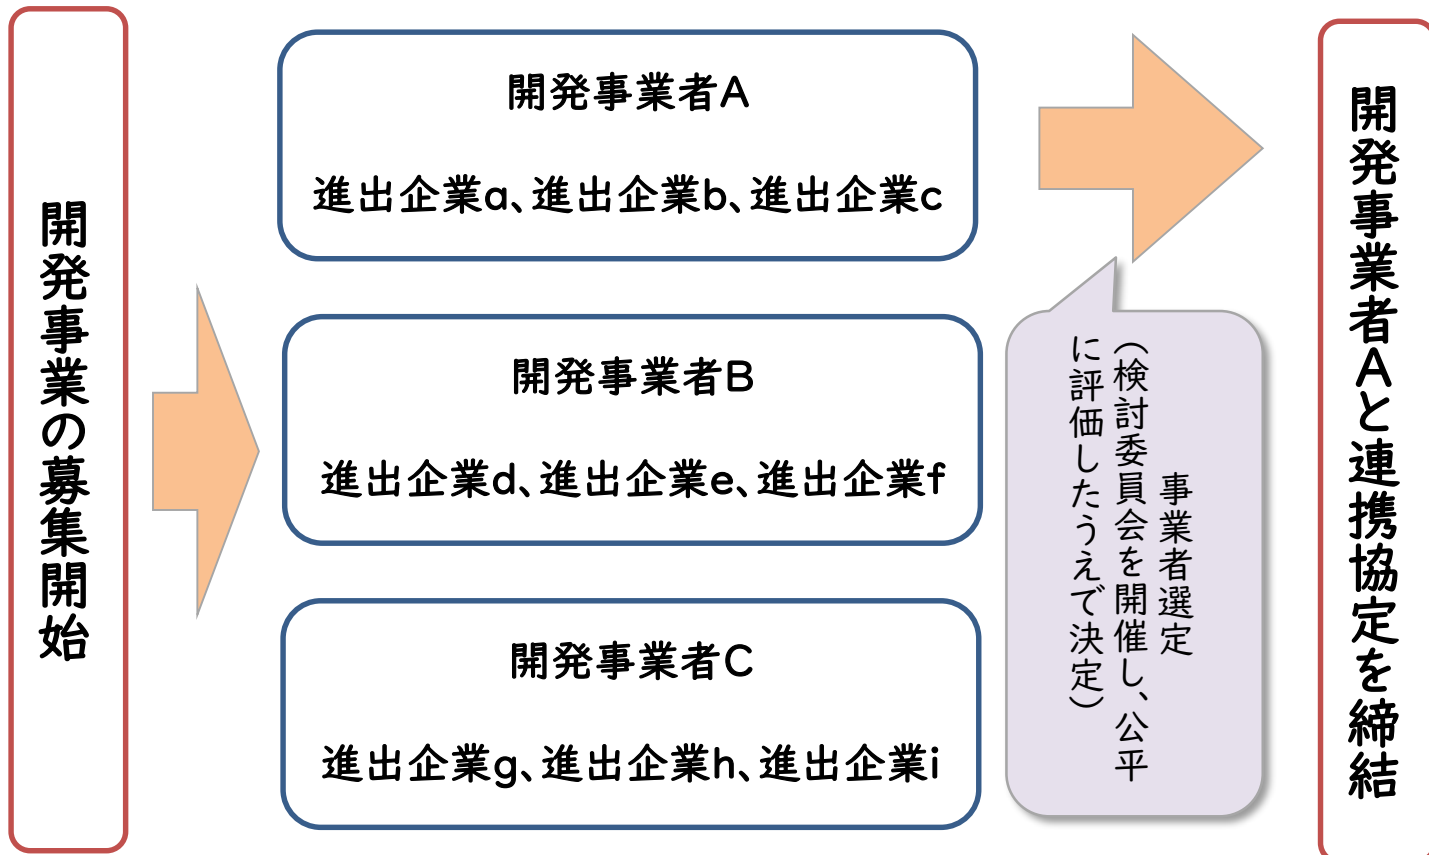 開発事業の募集開始
開発事業者A
進出企業a、進出企業b、進出企業c
開発事業者B
進出企業d、進出企業e、進出企業f
開発事業者C
進出企業g、進出企業h、進出企業i
事業者選定
（検討委員会を開催し、公平
に評価したうえで決定）
開発事業者Aと連携協定を締結